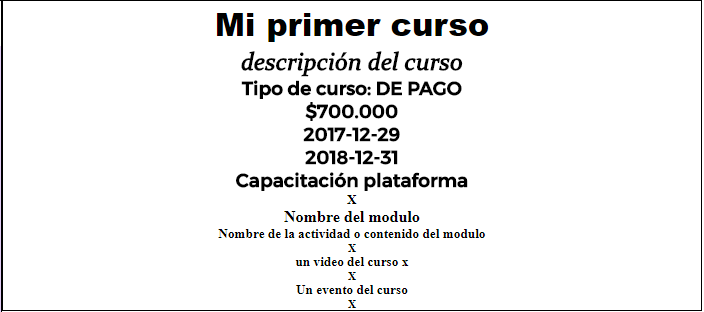 Mi primer curso
descripción del curso
Tipo de curso: DE PAGO
$700.000
2017-12-29
2018-12-31
Capacitación plataforma
X
Nombre del modulo
Nombre de la actividad o contenido del modulo
X
un video del curso x
X
Un evento del curso
X